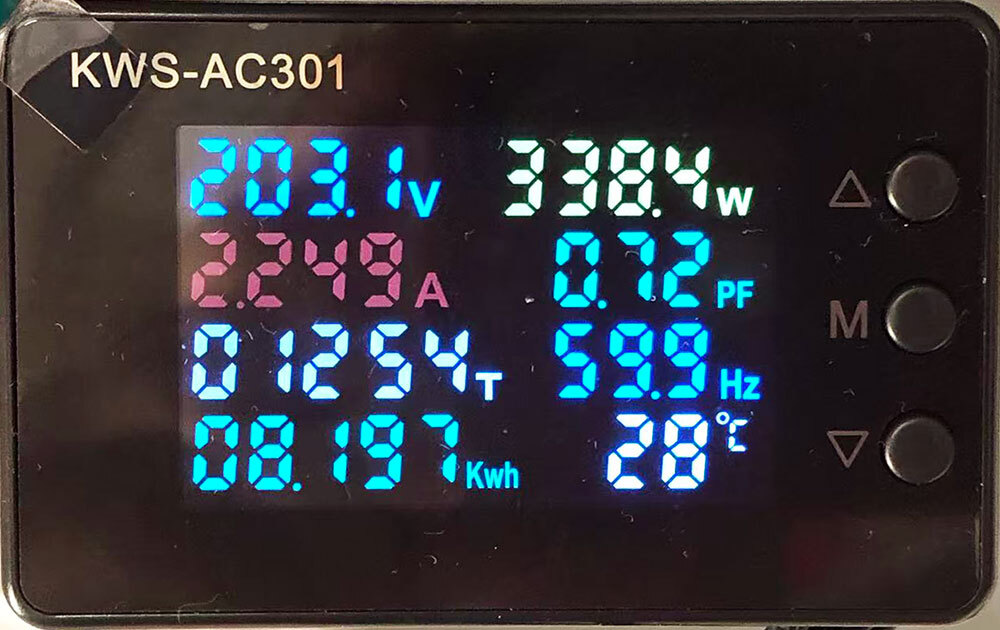 KWS-AC301
203.1V 338.4W
2.249A 0.72PF
01254T 59.9Hz
08.197Kwh 28℃
M